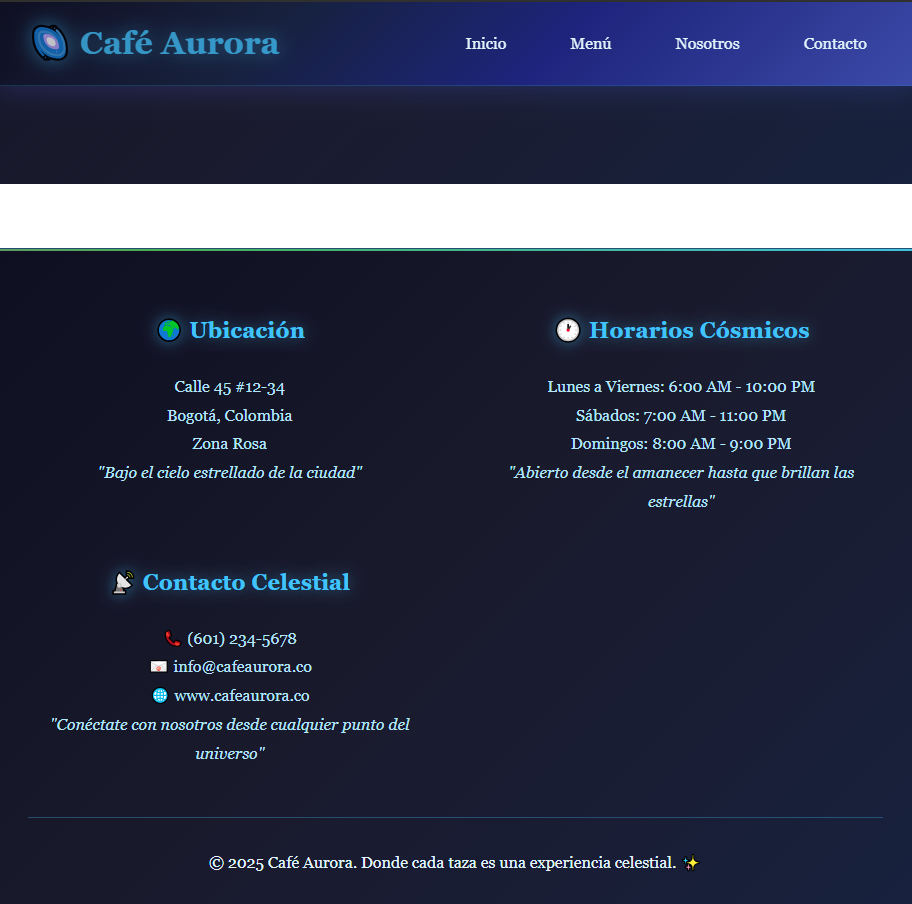 Café Aurora
Inicio Menú Nosotros Contacto
Ubicación
Calle 45 #12-34
Bogotá, Colombia
Zona Rosa
"Bajo el cielo estrellado de la ciudad"
Horarios Cósmicos
Lunes a Viernes: 6:00 AM - 10:00 PM
Sábados: 7:00 AM - 11:00 PM
Domingos: 8:00 AM - 9:00 PM
"Abierto desde el amanecer hasta que brillan las
estrellas"
Contacto Celestial
(601) 234-5678
info@cafeaurora.co
www.cafeaurora.co
"Conéctate con nosotros desde cualquier punto del
universo"
© 2025 Café Aurora. Donde cada taza es una experiencia celestial. ✨